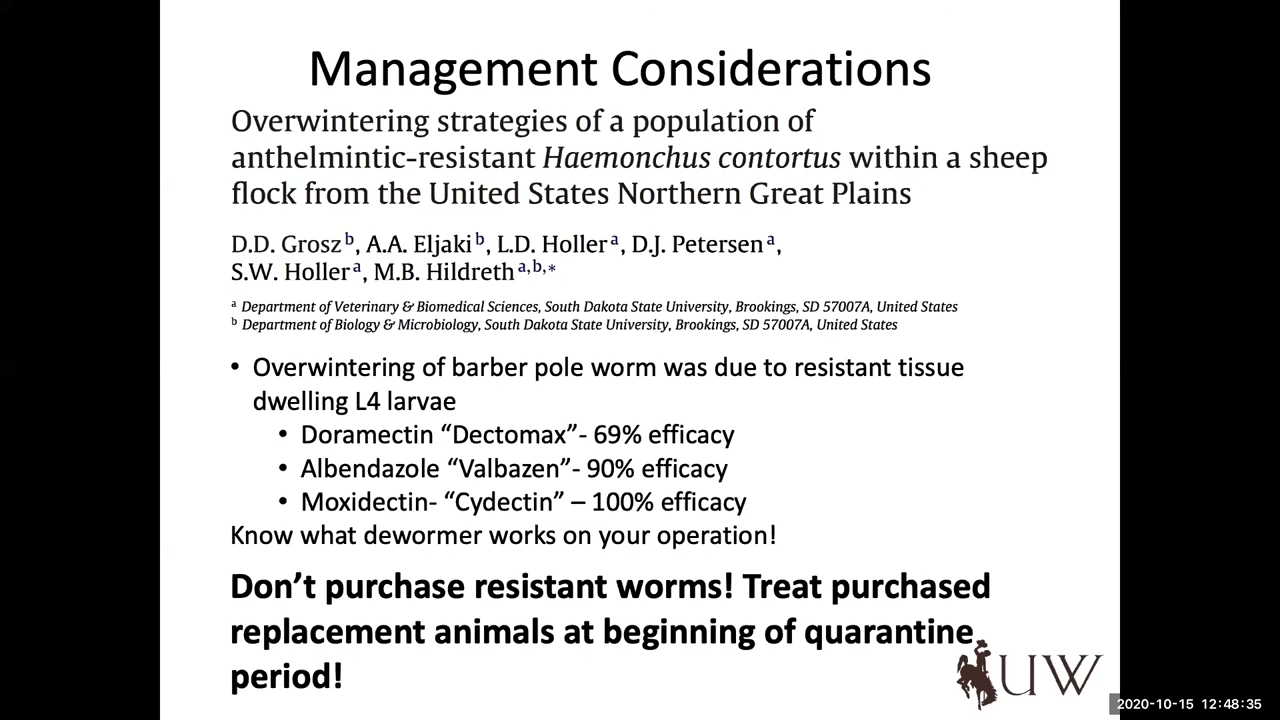 Management Considerations
Overwintering strategies of a population of
anthelmintic-resistant Haemonchus contortus within a sheep
flock from the United States Northern Great Plains
D.D. Grosz b, A.A. Eljaki b, L.D. Holler a, D.J. Petersen a,
S.W. Holler a, M.B. Hildreth a,b,*
a Department of Veterinary & Biomedical Sciences, South Dakota State University, Brookings, SD 57007A, United States
b Department of Biology & Microbiology, South Dakota State University, Brookings, SD 57007A, United States
• Overwintering of barber pole worm was due to resistant tissue
dwelling L4 larvae
• Doramectin “Dectomax”- 69% efficacy
• Albendazole “Valbazen”- 90% efficacy
• Moxidectin- “Cydectin” – 100% efficacy
Know what dewormer works on your operation!
Don’t purchase resistant worms! Treat purchased
replacement animals at beginning of quarantine
period!
UW
2020-10-15 12:48:35